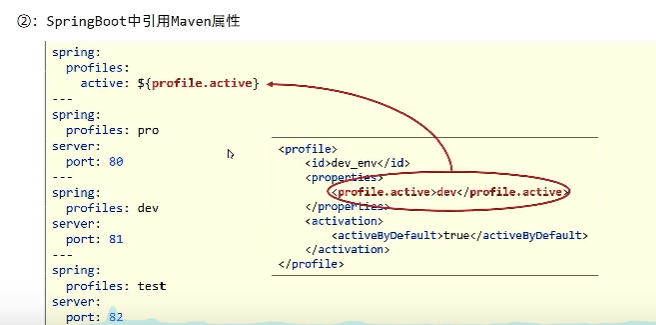 ②：SpringBoot中引用Maven属性
spring:
  profiles:
    active: ${profile.active}
---
spring:
  profiles: pro
server:
  port: 80
---
spring:
  profiles: dev
server:
  port: 81
---
spring:
  profiles: test
server:
  port: 82
<profile>
    <id>dev_env</id>
    <properties>
        <profile.active>dev</profile.active>
    </properties>
    <activation>
        <activeByDefault>true</activeByDefault>
    </activation>
</profile>